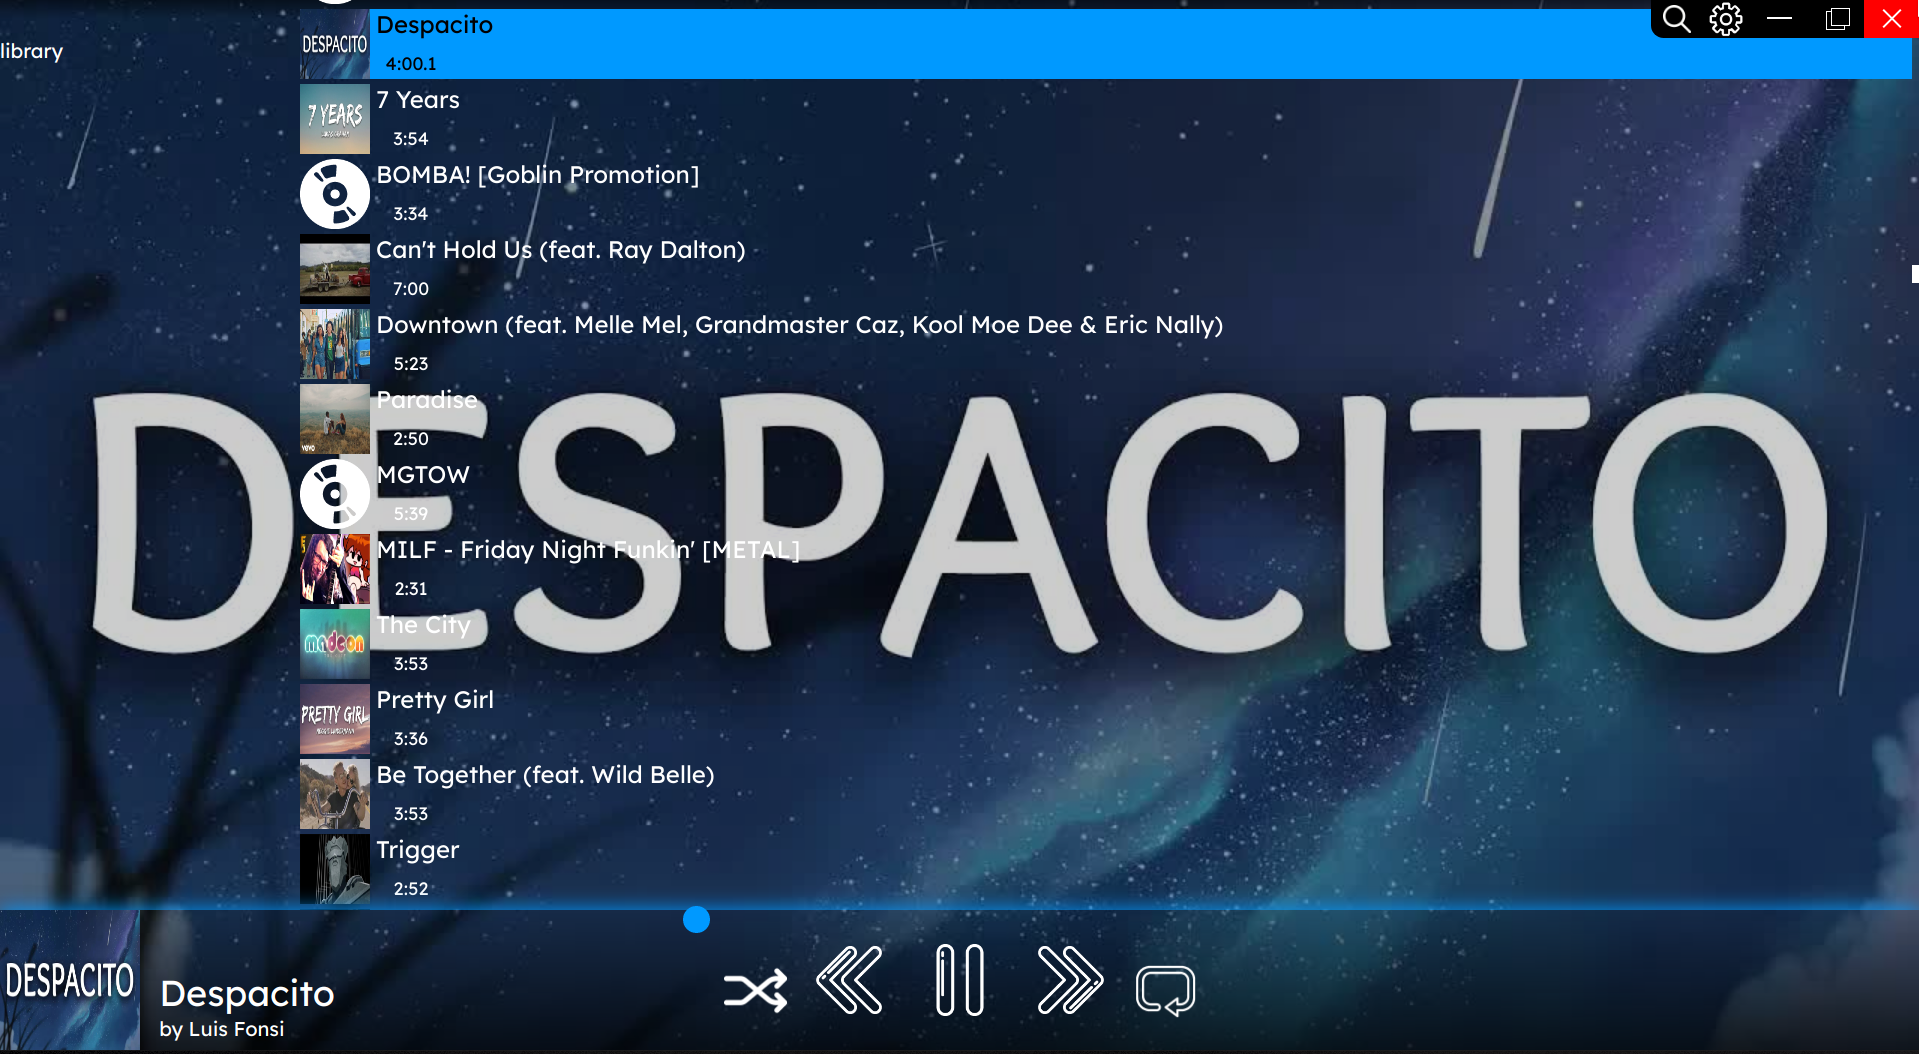 library
DESPACITO
Despacito
4:00.1
7 YEARS
7 Years
3:54
BOMBA! [Goblin Promotion]
3:34
Can't Hold Us (feat. Ray Dalton)
7:00
Downtown (feat. Melle Mel, Grandmaster Caz, Kool Moe Dee & Eric Nally)
5:23
vevo
Paradise
2:50
MGTOW
5:39
MILF - Friday Night Funkin' [METAL]
2:31
madeon
The City
3:53
PRETTY GIRL
Pretty Girl
3:36
Be Together (feat. Wild Belle)
3:53
Trigger
2:52
DESPACITO
DESPACITO
Despacito
by Luis Fonsi